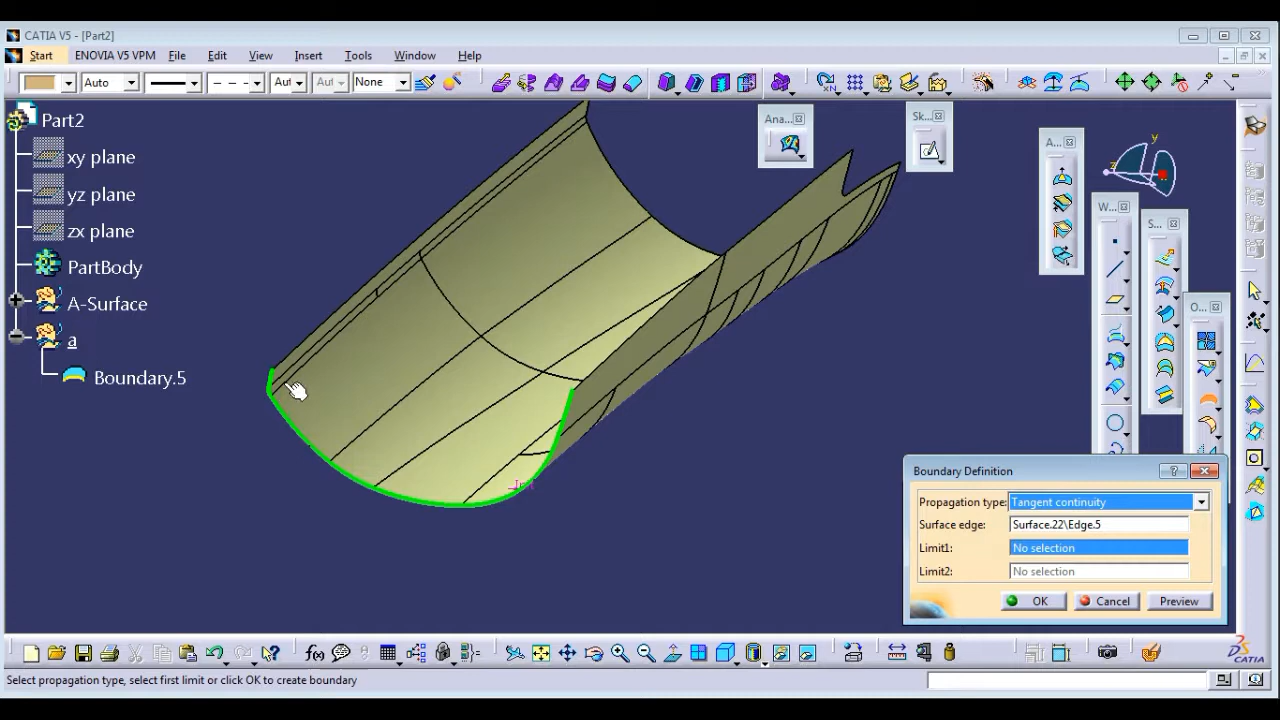 CATIA V5 - [Part2]
Start ENOVIA V5 VPM File Edit View Insert Tools Window Help
Auto Aut Aut None
Part2
xy plane
yz plane
zx plane
PartBody
A-Surface
a
Boundary.5
Ana...
Sk...
A...
W...
S...
O...
y
z
Boundary Definition
Propagation type: Tangent continuity
Surface edge: Surface.22\Edge.5
Limit1: No selection
Limit2: No selection
OK Cancel Preview
f(x)
CATIA
Select propagation type, select first limit or click OK to create boundary